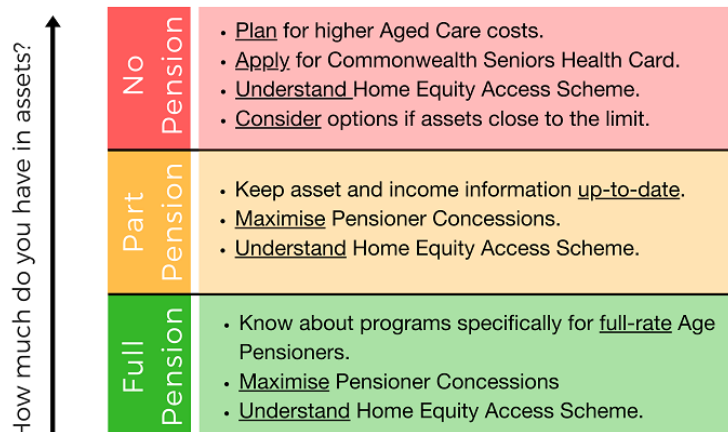 How much do you have in assets?
No
Pension
Plan for higher Aged Care costs.
Apply for Commonwealth Seniors Health Card.
Understand Home Equity Access Scheme.
Consider options if assets close to the limit.
Part
Pension
Keep asset and income information up-to-date.
Maximise Pensioner Concessions.
Understand Home Equity Access Scheme.
Full
Pension
Know about programs specifically for full-rate Age
Pensioners.
Maximise Pensioner Concessions
Understand Home Equity Access Scheme.